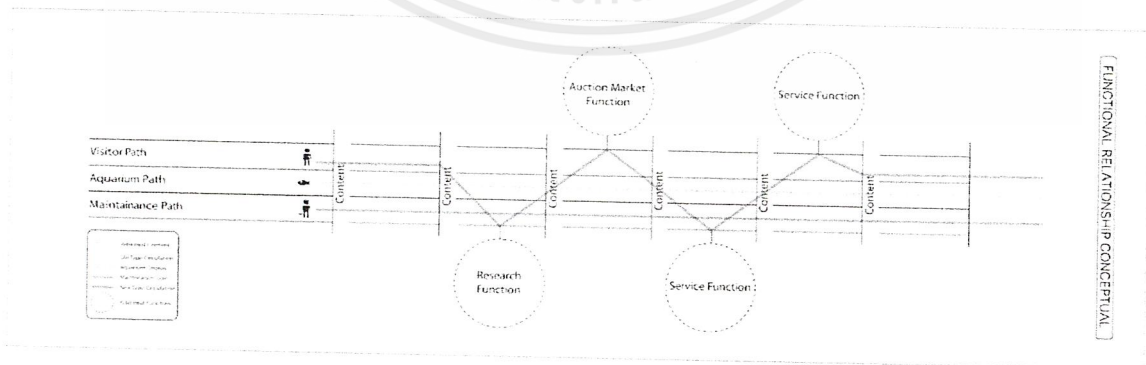 Auction Market
Function
Service Function
Visitor Path
Aquarium Path
Maintainance Path
Content
Content
Content
Content
Content
Content
Research
Function
Service Function
FUNCTIONAL RELATIONSHIP CONCEPTUAL